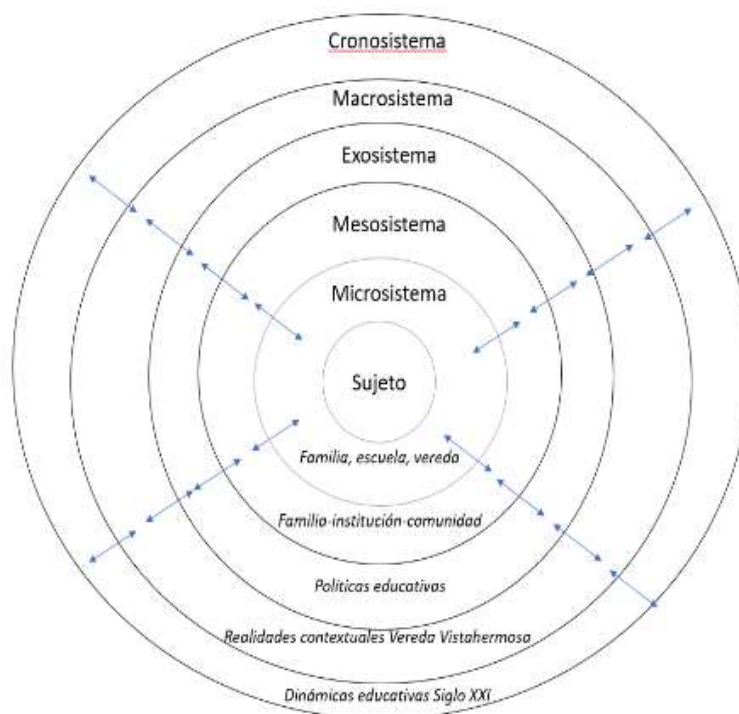 Cronosistema
Macrosistema
Exosistema
Mesosistema
Microsistema
Sujeto
Familia, escuela, vereda
Familia-institución-comunidad
Políticas educativas
Realidades contextuales Vereda Vistahermosa
Dinámicas educativas Siglo XXI